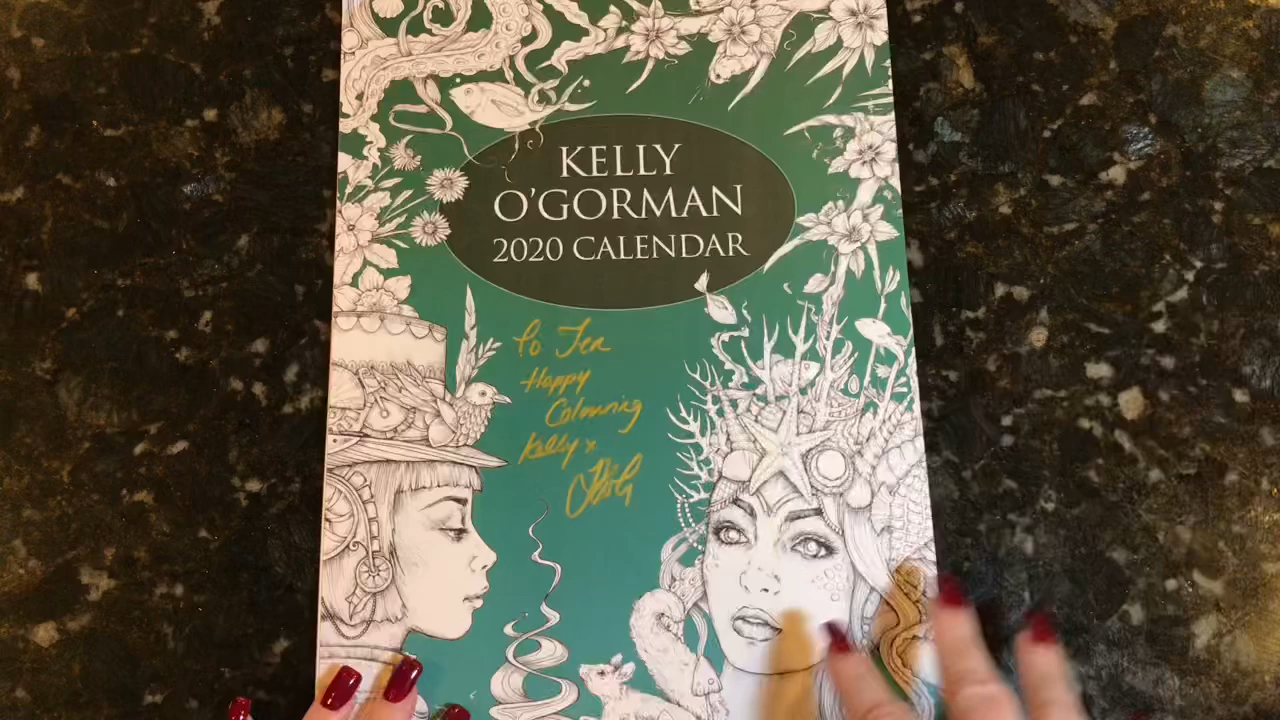 KELLY
O'GORMAN
2020 CALENDAR
To Jen
Happy
Colouring
Kelly x